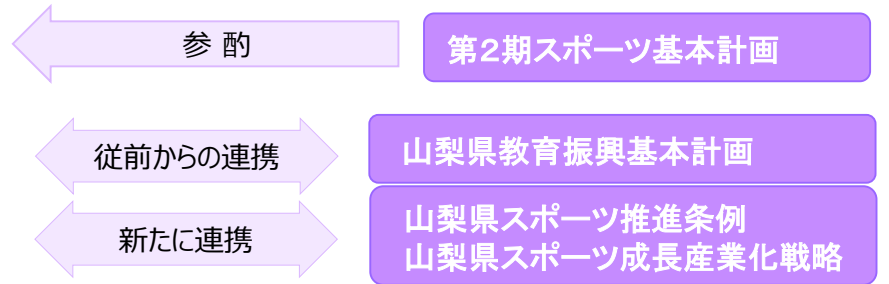 参 酌
第2期スポーツ基本計画
従前からの連携
山梨県教育振興基本計画
新たに連携
山梨県スポーツ推進条例
山梨県スポーツ成長産業化戦略